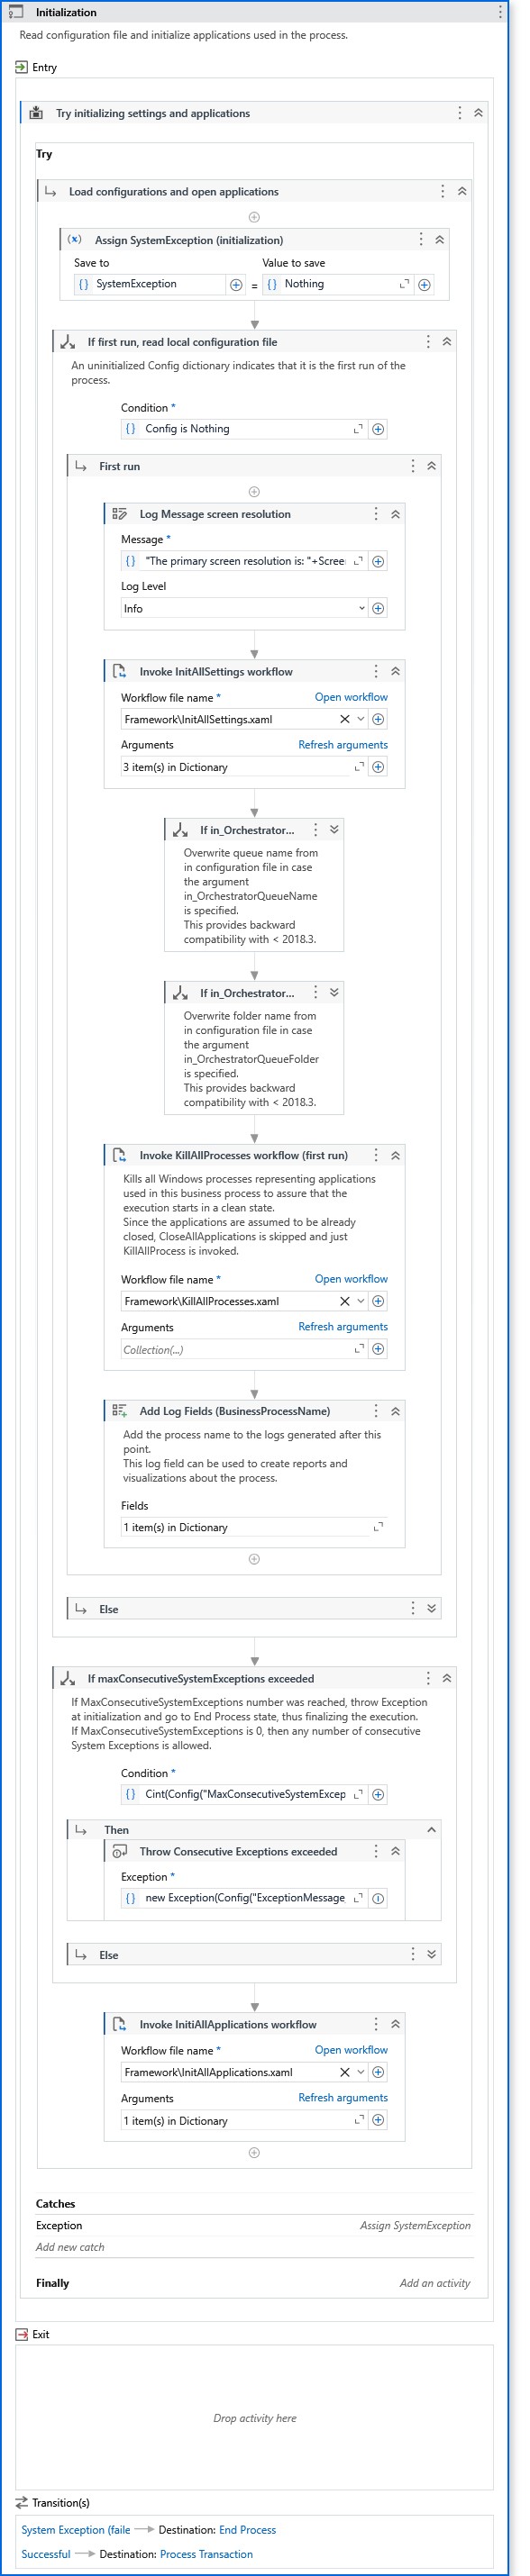 Initialization
Read configuration file and initialize applications used in the process.
Entry
Try initializing settings and applications
Try
Load configurations and open applications
(x) Assign SystemException (initialization)
Save to Value to save
{} SystemException = {} Nothing
If first run, read local configuration file
An uninitialized Config dictionary indicates that it is the first run of the
process.
Condition *
{} Config is Nothing
First run
Log Message screen resolution
Message *
{} "The primary screen resolution is: "+Scree
Log Level
Info
Invoke InitAllSettings workflow
Workflow file name * Open workflow
Framework\InitAllSettings.xaml
Arguments Refresh arguments
3 item(s) in Dictionary
If in_Orchestrator...
Overwrite queue name from
in configuration file in case
the argument
in_OrchestratorQueueName
is specified.
This provides backward
compatibility with < 2018.3.
If in_Orchestrator...
Overwrite folder name from
in configuration file in case
the argument
in_OrchestratorQueueFolder
is specified.
This provides backward
compatibility with < 2018.3.
Invoke KillAllProcesses workflow (first run)
Kills all Windows processes representing applications
used in this business process to assure that the
execution starts in a clean state.
Since the applications are assumed to be already
closed, CloseAllApplications is skipped and just
KillAllProcess is invoked.
Workflow file name * Open workflow
Framework\KillAllProcesses.xaml
Arguments Refresh arguments
Collection(...)
Add Log Fields (BusinessProcessName)
Add the process name to the logs generated after this
point.
This log field can be used to create reports and
visualizations about the process.
Fields
1 item(s) in Dictionary
Else
If maxConsecutiveSystemExceptions exceeded
If MaxConsecutiveSystemExceptions number was reached, throw Exception
at initialization and go to End Process state, thus finalizing the execution.
If MaxConsecutiveSystemExceptions is 0, then any number of consecutive
System Exceptions is allowed.
Condition *
{} Cint(Config("MaxConsecutiveSystemExcep
Then
Throw Consecutive Exceptions exceeded
Exception *
{} new Exception(Config("ExceptionMessage_
Else
Invoke InitiAllApplications workflow
Workflow file name * Open workflow
Framework\InitAllApplications.xaml
Arguments Refresh arguments
1 item(s) in Dictionary
Catches
Exception Assign SystemException
Add new catch
Finally Add an activity
Exit
Drop activity here
Transition(s)
System Exception (faile Destination: End Process
Successful Destination: Process Transaction